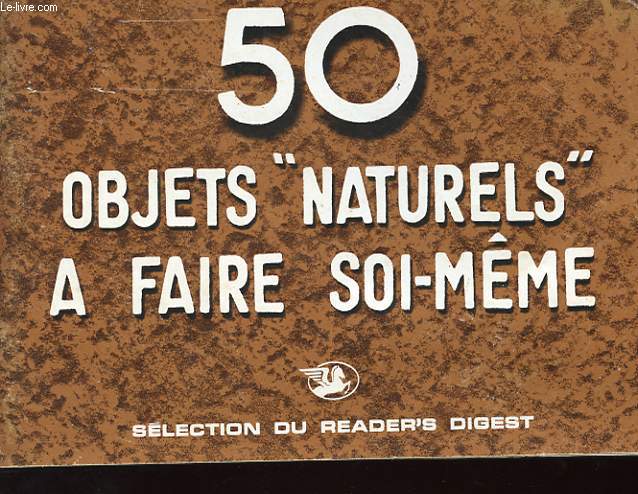 Le-livre.com
50
OBJETS "NATURELS"
A FAIRE SOI-MÊME
SÉLECTION DU READER'S DIGEST